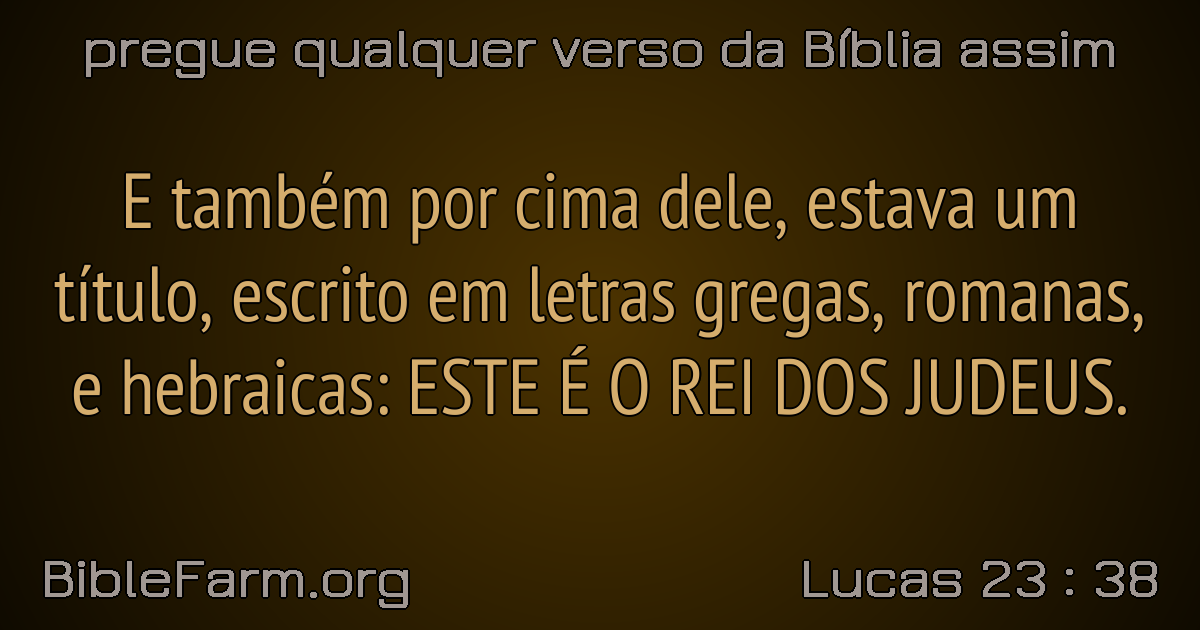 pregue qualquer verso da Bíblia assim
E também por cima dele, estava um
título, escrito em letras gregas, romanas,
e hebraicas: ESTE É O REI DOS JUDEUS.
BibleFarm.org
Lucas 23 : 38